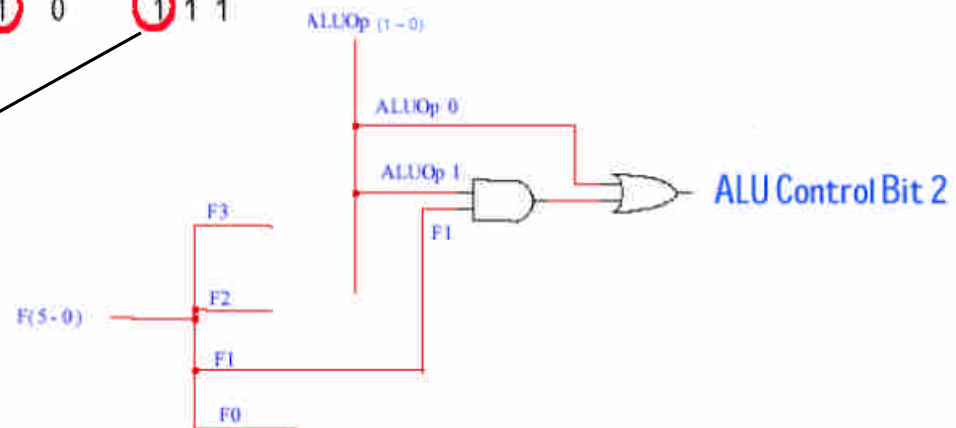 1 0 1 1 1
ALUOp (1-0)
ALUOp 0
ALUOp 1
ALU Control Bit 2
F3
F1
F2
F(5-0)
F1
F0